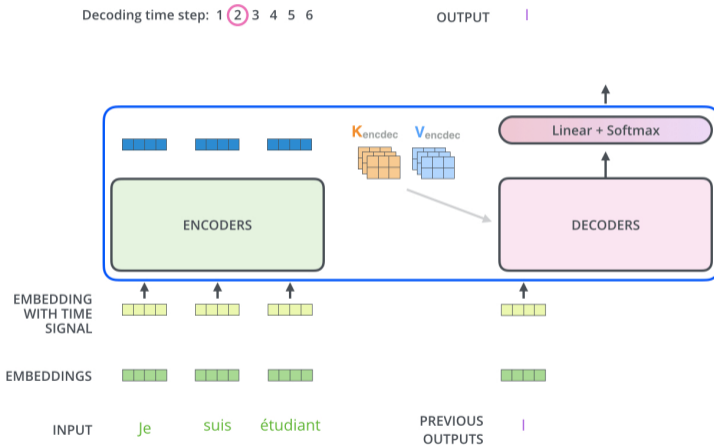 Decoding time step: 1 2 3 4 5 6
OUTPUT I
Kencdec Vencdec
Linear + Softmax
ENCODERS
DECODERS
EMBEDDING
WITH TIME
SIGNAL
EMBEDDINGS
INPUT Je suis étudiant
PREVIOUS
OUTPUTS
I